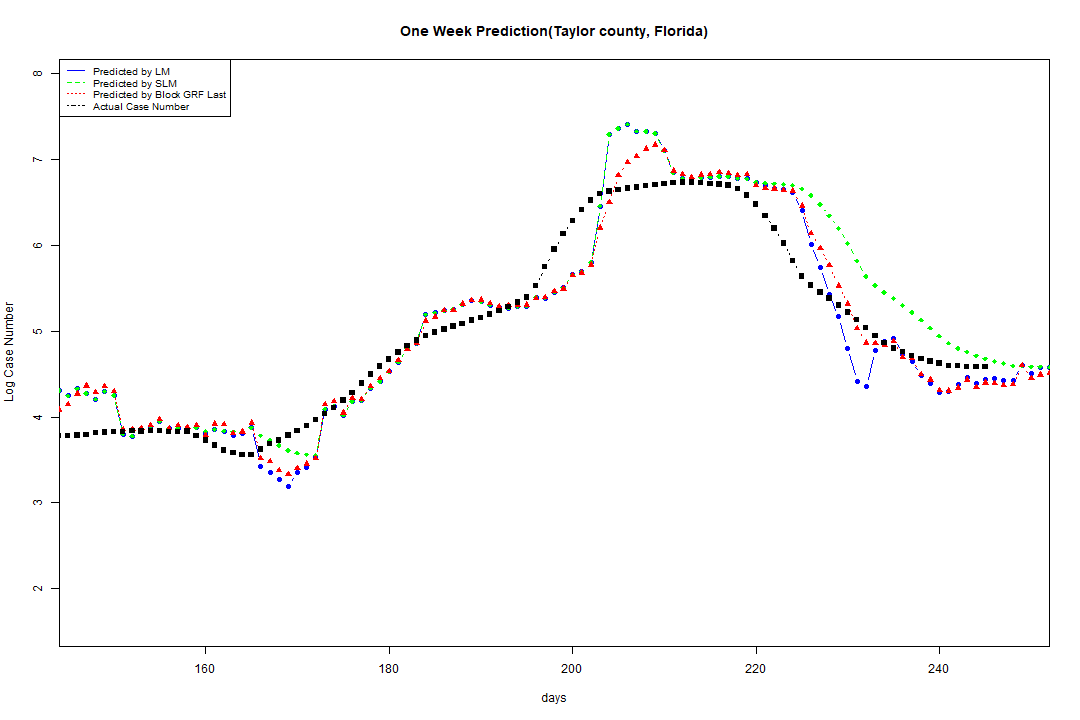 One Week Prediction(Taylor county, Florida)
Predicted by LM
Predicted by SLM
Predicted by Block GRF Last
Actual Case Number
8
7
6
5
4
3
2
Log Case Number
160 180 200 220 240
days